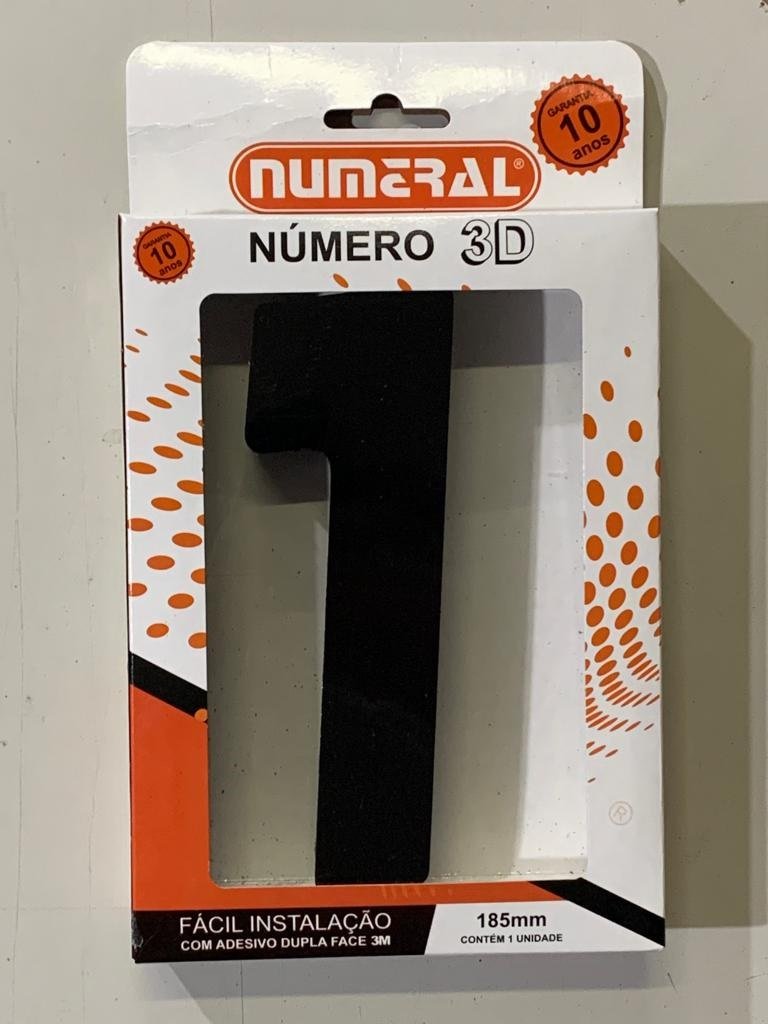 GARANTIA
10
anos
NUMERAL®
GARANTIA
10
anos
NÚMERO 3D
1
®
FÁCIL INSTALAÇÃO
COM ADESIVO DUPLA FACE 3M
185mm
CONTÉM 1 UNIDADE